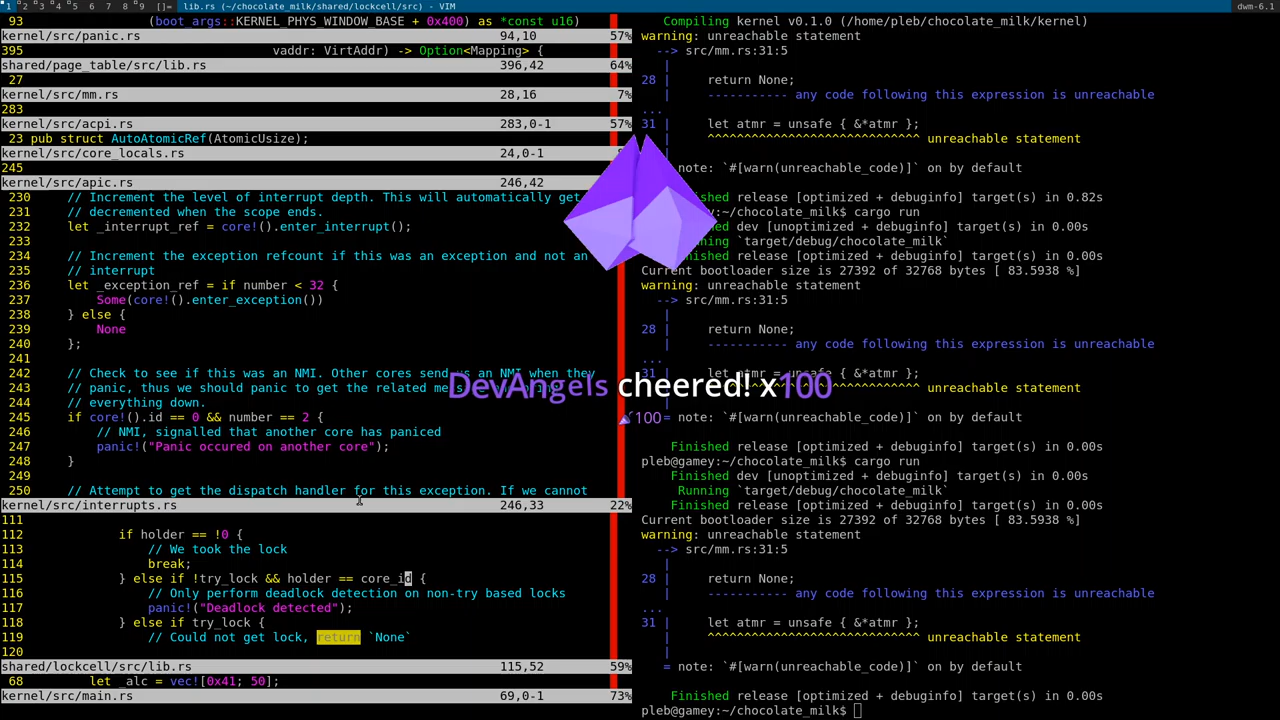 1 2 3 4 5 6 7 8 9 []= lib.rs (~/chocolate_milk/shared/lockcell/src) - VIM dwm-6.1
93 (boot_args::KERNEL_PHYS_WINDOW_BASE + 0x400) as *const u16)
kernel/src/panic.rs 94,10 57%
395 vaddr: VirtAddr) -> Option<Mapping> {
shared/page_table/src/lib.rs 396,42 64%
27
kernel/src/mm.rs 28,16 7%
283
kernel/src/acpi.rs 283,0-1 57%
23 pub struct AutoAtomicRef(AtomicUsize);
kernel/src/core_locals.rs 24,0-1
245
kernel/src/apic.rs 246,42
230 // Increment the level of interrupt depth. This will automatically get
231 // decremented when the scope ends.
232 let _interrupt_ref = core!().enter_interrupt();
233
234 // Increment the exception refcount if this was an exception and not an
235 // interrupt
236 let _exception_ref = if number < 32 {
237 Some(core!().enter_exception())
238 } else {
239 None
240 };
241
242 // Check to see if this was an NMI. Other cores send us an NMI when they
243 // panic, thus we should panic to get the related
244 // everything down.
245 if core!().id == 0 && number == 2 {
246 // NMI, signalled that another core has paniced
247 panic!("Panic occured on another core");
248 }
249
250 // Attempt to get the dispatch handler for this exception. If we cannot
kernel/src/interrupts.rs 246,33 22%
111
112 if holder == !0 {
113 // We took the lock
114 break;
115 } else if !try_lock && holder == core_id {
116 // Only perform deadlock detection on non-try based locks
117 panic!("Deadlock detected");
118 } else if try_lock {
119 // Could not get lock, return `None`
120
shared/lockcell/src/lib.rs 115,52 59%
68 let _alc = vec![0x41; 50];
kernel/src/main.rs 69,0-1 73%
DevAngels cheered! x100
100
Compiling kernel v0.1.0 (/home/pleb/chocolate_milk/kernel)
warning: unreachable statement
--> src/mm.rs:31:5
|
28 | return None;
| ----------- any code following this expression is unreachable
...
31 | let atmr = unsafe { &*atmr };
| ^^^^^^^^^^^^^^^^^^^^^^^^^^^^ unreachable statement
|
note: `#[warn(unreachable_code)]` on by default
shed release [optimized + debuginfo] target(s) in 0.82s
mey:~/chocolate_milk$ cargo run
ed dev [unoptimized + debuginfo] target(s) in 0.00s
ning `target/debug/chocolate_milk`
shed release [optimized + debuginfo] target(s) in 0.00s
Current bootloader size is 27392 of 32768 bytes [ 83.5938 %]
warning: unreachable statement
--> src/mm.rs:31:5
|
28 | return None;
| ----------- any code following this expression is unreachable
...
31 | let atmr = unsafe { &*atmr };
| ^^^^^^^^^^^^^^^^^^^^^^^^^^^^ unreachable statement
|
= note: `#[warn(unreachable_code)]` on by default
Finished release [optimized + debuginfo] target(s) in 0.00s
pleb@gamey:~/chocolate_milk$ cargo run
Finished dev [unoptimized + debuginfo] target(s) in 0.00s
Running `target/debug/chocolate_milk`
Finished release [optimized + debuginfo] target(s) in 0.00s
Current bootloader size is 27392 of 32768 bytes [ 83.5938 %]
warning: unreachable statement
--> src/mm.rs:31:5
|
28 | return None;
| ----------- any code following this expression is unreachable
...
31 | let atmr = unsafe { &*atmr };
| ^^^^^^^^^^^^^^^^^^^^^^^^^^^^ unreachable statement
|
= note: `#[warn(unreachable_code)]` on by default
Finished release [optimized + debuginfo] target(s) in 0.00s
pleb@gamey:~/chocolate_milk$